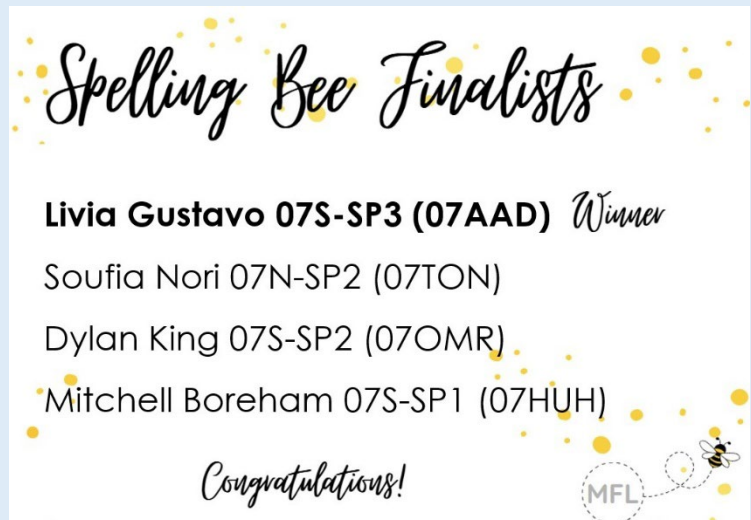 Spelling Bee Finalists
Livia Gustavo 07S-SP3 (07AAD) Winner
Soufia Nori 07N-SP2 (07TON)
Dylan King 07S-SP2 (07OMR)
Mitchell Boreham 07S-SP1 (07HUH)
Congratulations!
MFL